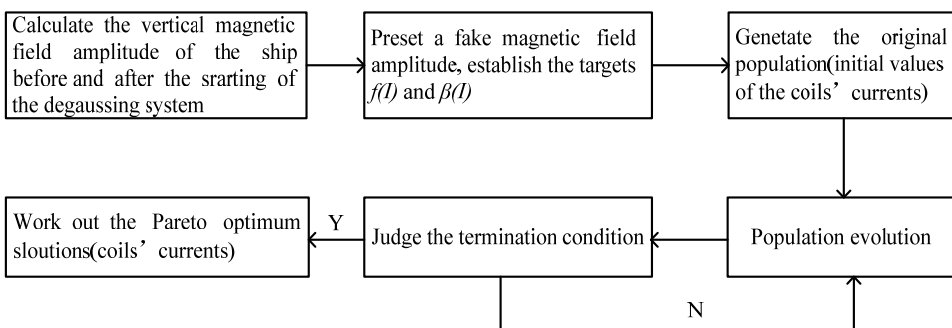 Calculate the vertical magnetic
field amplitude of the ship
before and after the srarting of
the degaussing system
Preset a fake magnetic field
amplitude, establish the targets
f(I) and β(I)
Genetate the original
population(initial values
of the coils’ currents)
Work out the Pareto optimum
sloutions(coils’ currents)
Y
Judge the termination condition
Population evolution
N